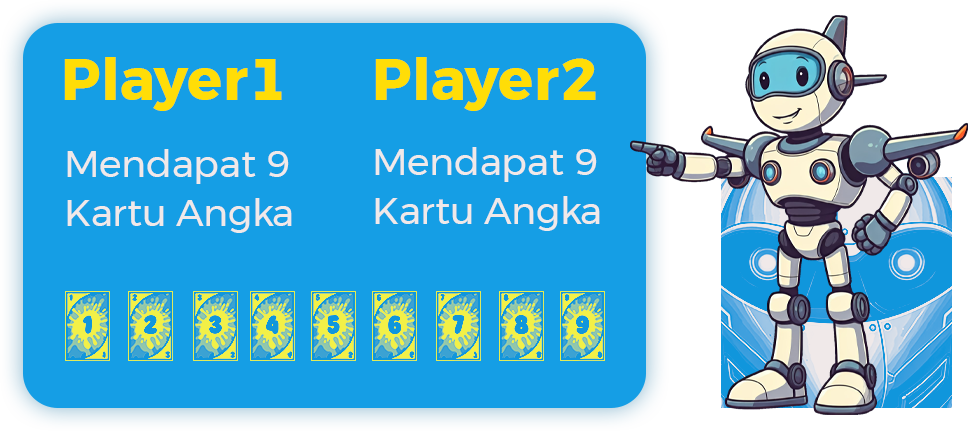 Player1
Mendapat 9
Kartu Angka
Player2
Mendapat 9
Kartu Angka
1 2 3 4 5 6 7 8 9